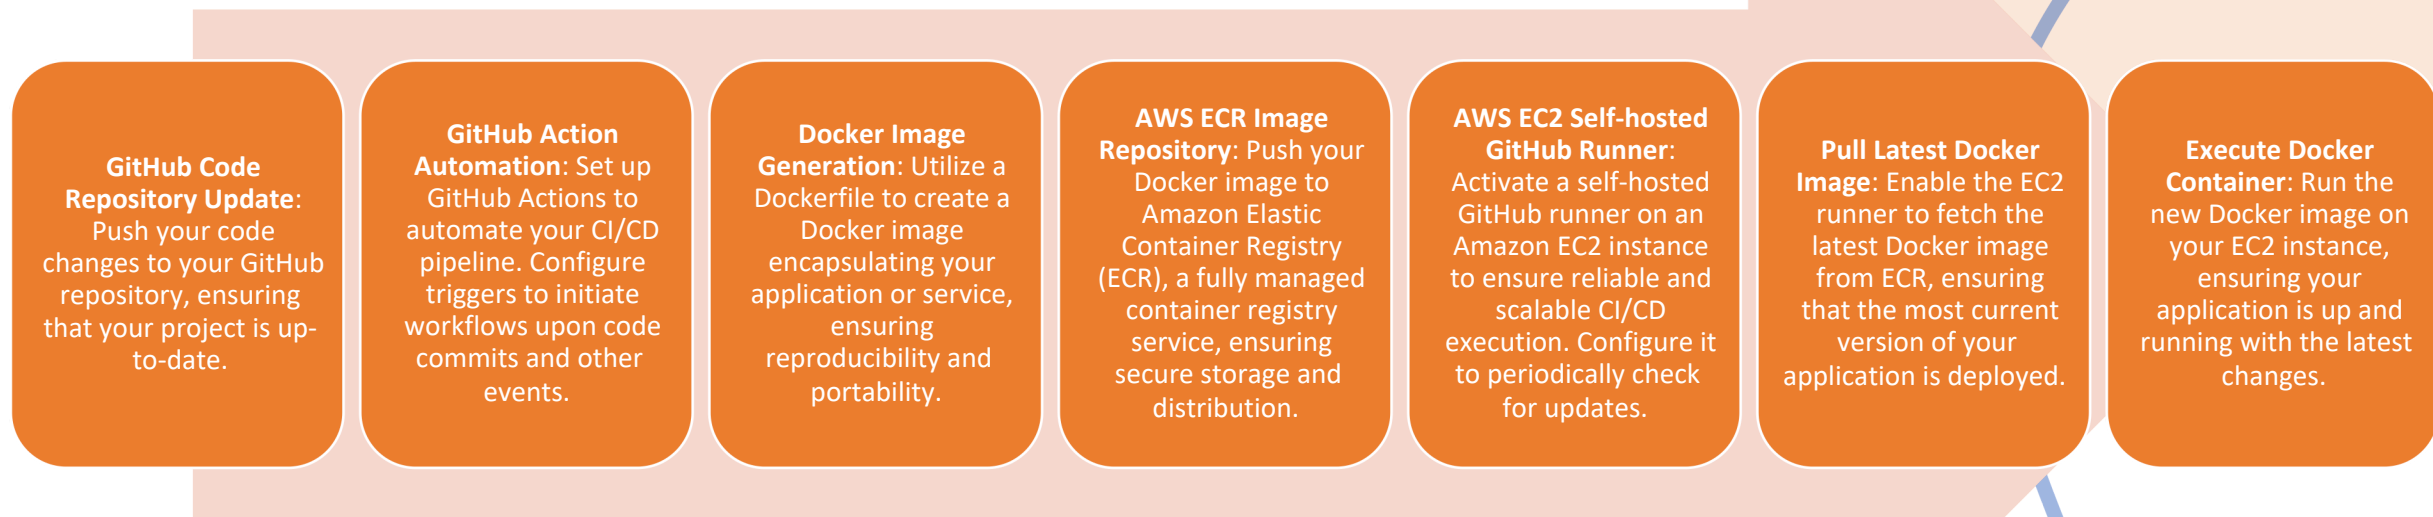 GitHub Code
Repository Update:
Push your code
changes to your GitHub
repository, ensuring
that your project is up-
to-date.
GitHub Action
Automation: Set up
GitHub Actions to
automate your CI/CD
pipeline. Configure
triggers to initiate
workflows upon code
commits and other
events.
Docker Image
Generation: Utilize a
Dockerfile to create a
Docker image
encapsulating your
application or service,
ensuring
reproducibility and
portability.
AWS ECR Image
Repository: Push your
Docker image to
Amazon Elastic
Container Registry
(ECR), a fully managed
container registry
service, ensuring
secure storage and
distribution.
AWS EC2 Self-hosted
GitHub Runner:
Activate a self-hosted
GitHub runner on an
Amazon EC2 instance
to ensure reliable and
scalable CI/CD
execution. Configure it
to periodically check
for updates.
Pull Latest Docker
Image: Enable the EC2
runner to fetch the
latest Docker image
from ECR, ensuring
that the most current
version of your
application is deployed.
Execute Docker
Container: Run the
new Docker image on
your EC2 instance,
ensuring your
application is up and
running with the latest
changes.